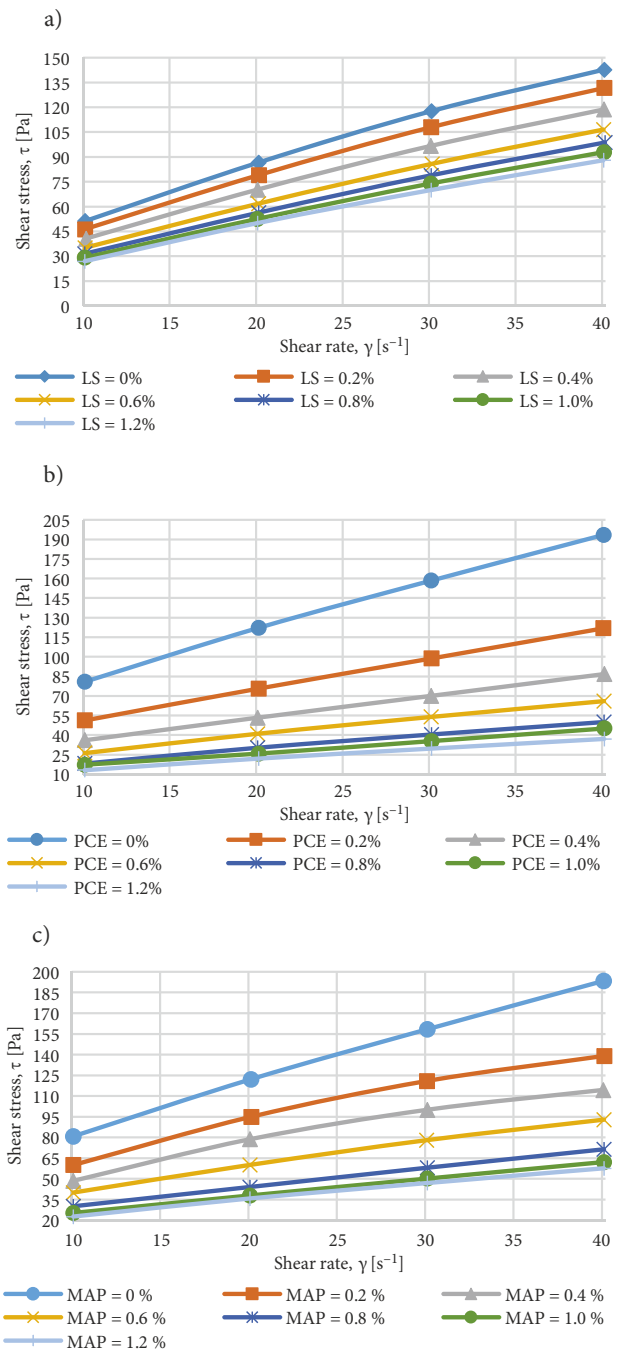 a)
Shear stress, τ [Pa]
150
135
120
105
90
75
60
45
30
15
0
10 15 20 25 30 35 40
Shear rate, γ [s⁻¹]
LS = 0% LS = 0.2% LS = 0.4%
LS = 0.6% LS = 0.8% LS = 1.0%
LS = 1.2%
b)
Shear stress, τ [Pa]
205
190
175
160
145
130
115
100
85
70
55
40
25
10
10 15 20 25 30 35 40
Shear rate, γ [s⁻¹]
PCE = 0% PCE = 0.2% PCE = 0.4%
PCE = 0.6% PCE = 0.8% PCE = 1.0%
PCE = 1.2%
c)
Shear stress, τ [Pa]
200
185
170
155
140
125
110
95
80
65
50
35
20
10 15 20 25 30 35 40
Shear rate, γ [s⁻¹]
MAP = 0 % MAP = 0.2 % MAP = 0.4 %
MAP = 0.6 % MAP = 0.8 % MAP = 1.0 %
MAP = 1.2 %